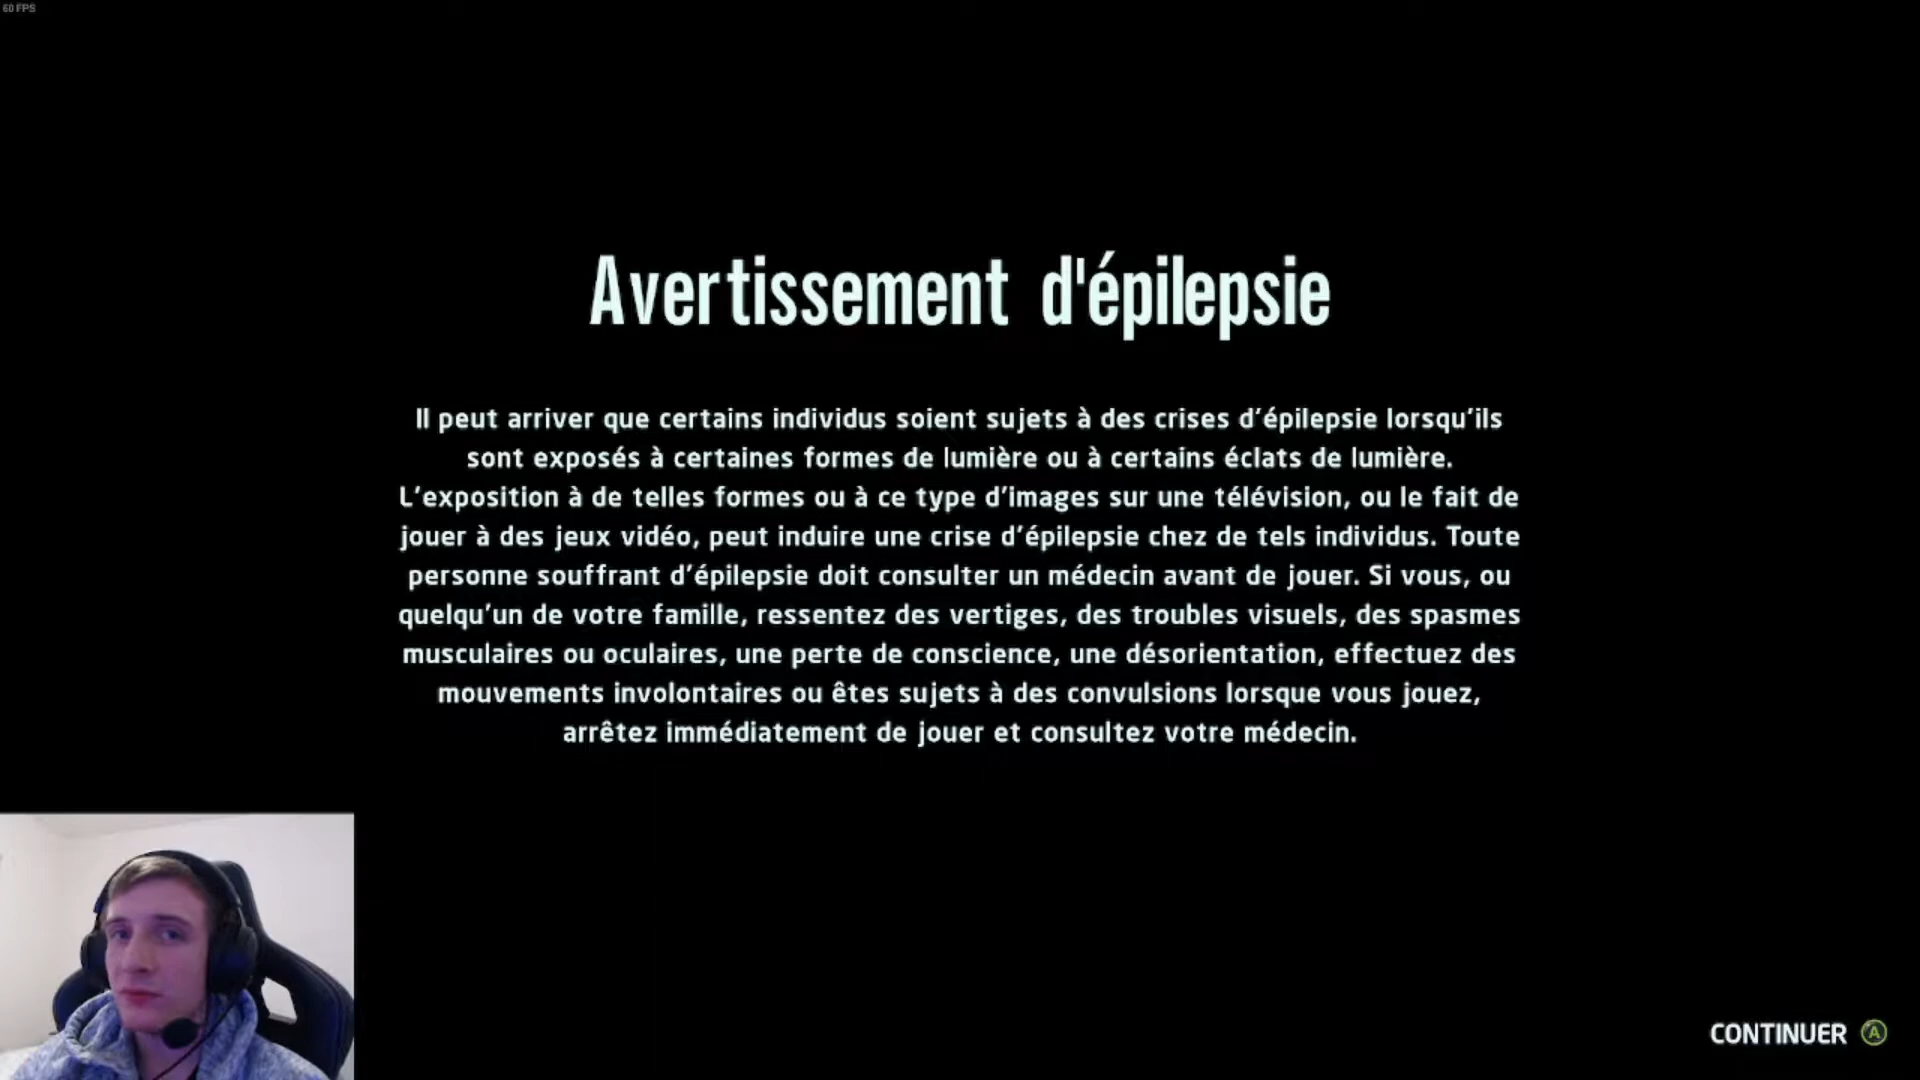 60 FPS
Avertissement d'épilepsie
Il peut arriver que certains individus soient sujets à des crises d’épilepsie lorsqu’ils
sont exposés à certaines formes de lumière ou à certains éclats de lumière.
L’exposition à de telles formes ou à ce type d’images sur une télévision, ou le fait de
jouer à des jeux vidéo, peut induire une crise d’épilepsie chez de tels individus. Toute
personne souffrant d’épilepsie doit consulter un médecin avant de jouer. Si vous, ou
quelqu’un de votre famille, ressentez des vertiges, des troubles visuels, des spasmes
musculaires ou oculaires, une perte de conscience, une désorientation, effectuez des
mouvements involontaires ou êtes sujets à des convulsions lorsque vous jouez,
arrêtez immédiatement de jouer et consultez votre médecin.
CONTINUER A